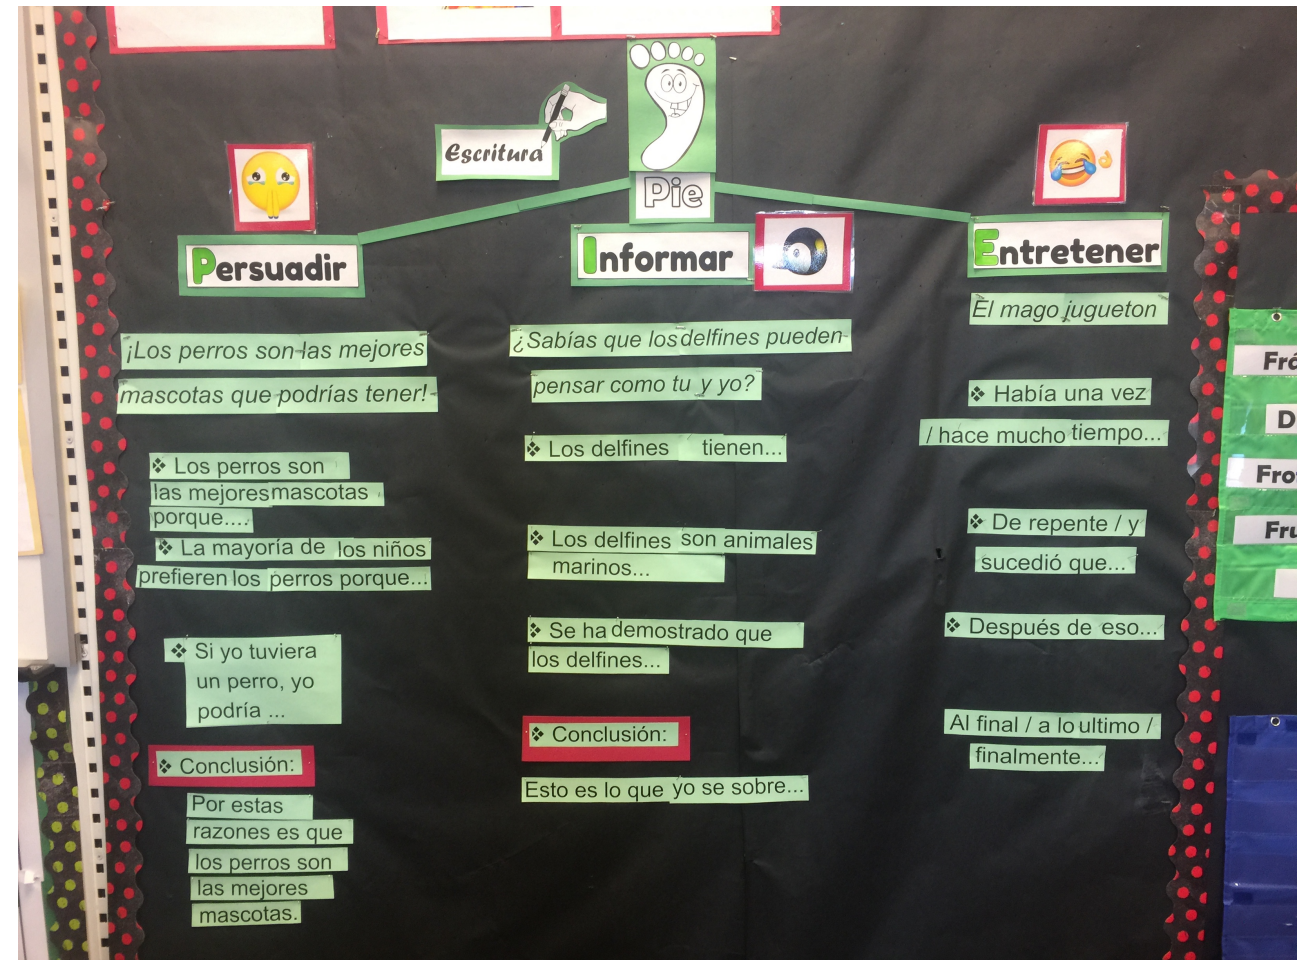 Escritura
Pie
Persuadir
¡Los perros son las mejores
mascotas que podrías tener!
❖ Los perros son
las mejores mascotas
porque....
❖ La mayoría de los niños
prefieren los perros porque...
❖ Si yo tuviera
un perro, yo
podría ...
❖ Conclusión:
Por estas
razones es que
los perros son
las mejores
mascotas.
Informar
¿Sabías que los delfines pueden
pensar como tu y yo?
❖ Los delfines tienen...
❖ Los delfines son animales
marinos...
❖ Se ha demostrado que
los delfines...
❖ Conclusión:
Esto es lo que yo se sobre...
Entretener
El mago jugueton
❖ Había una vez
/ hace mucho tiempo...
❖ De repente / y
sucedió que...
❖ Después de eso...
Al final / a lo ultimo /
finalmente...